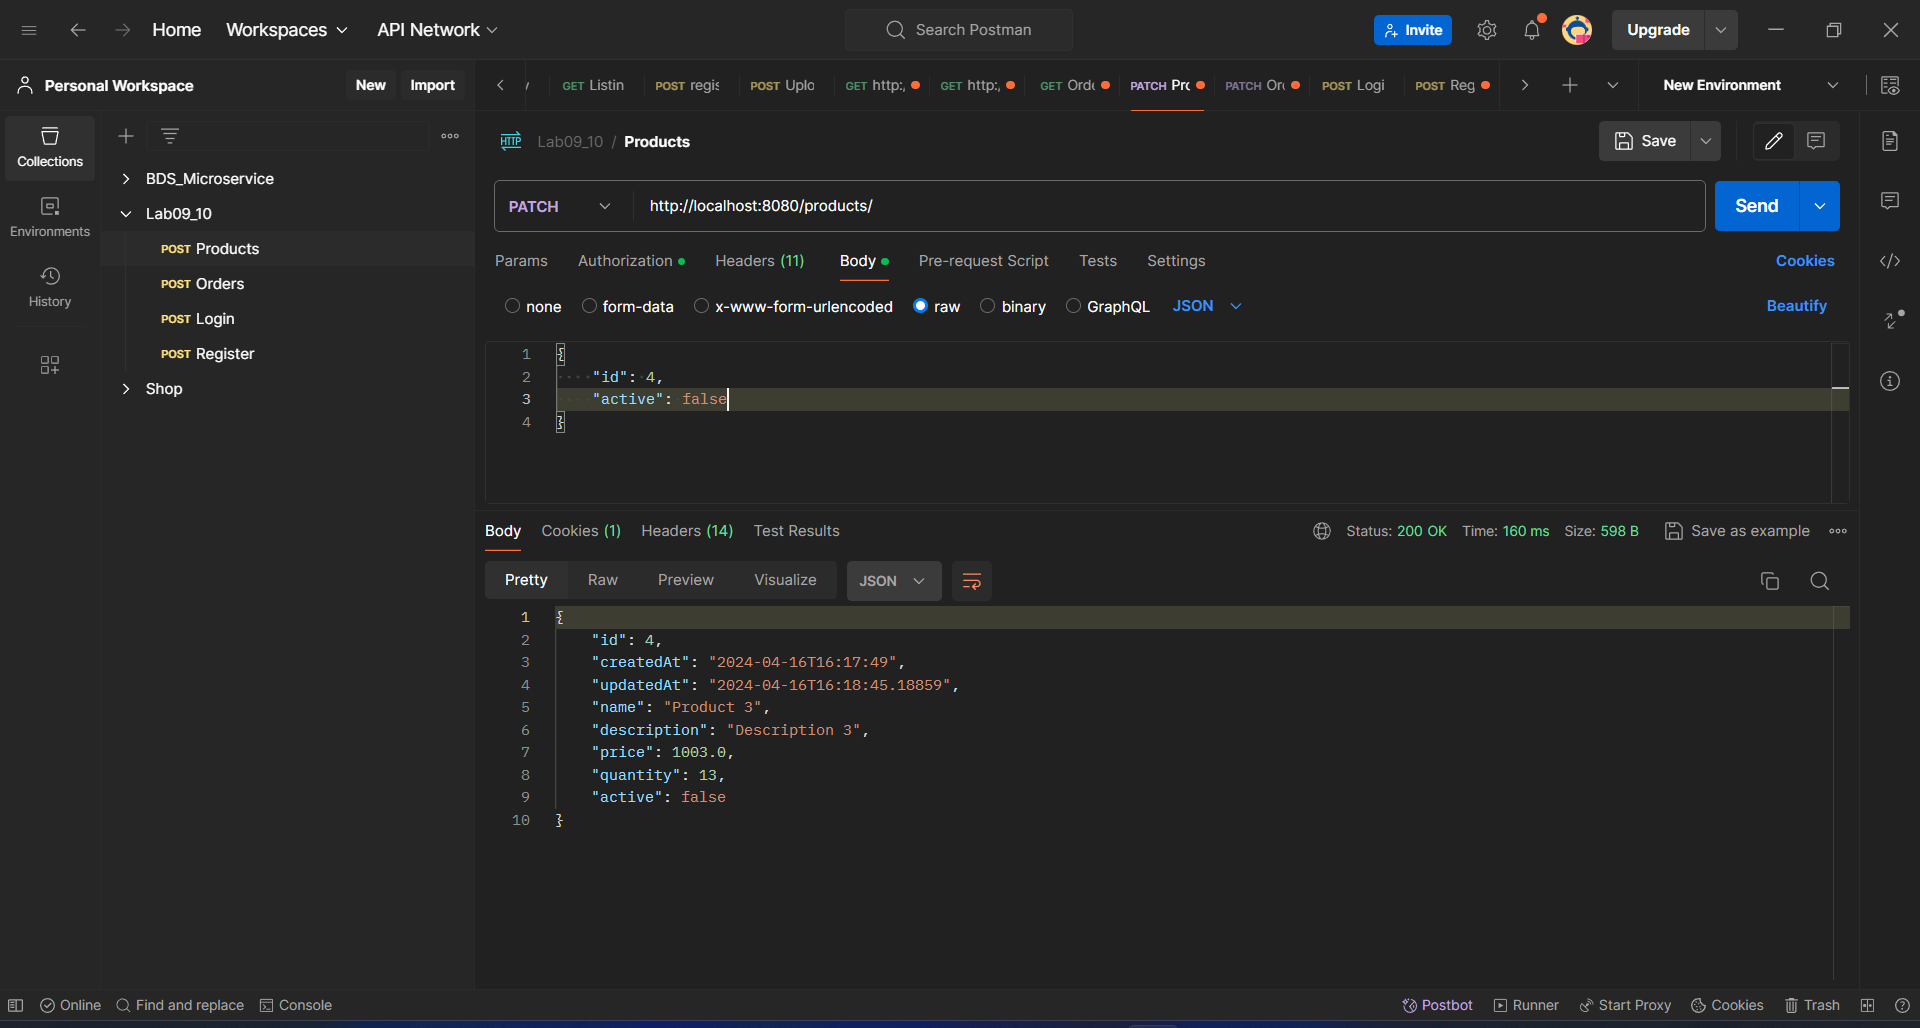 Home Workspaces API Network Search Postman Invite Upgrade
Personal Workspace New Import
GET Listin POST regis POST Uplo GET http:, GET http:, GET Orde PATCH Prc PATCH Orc POST Logi POST Reg New Environment
Collections
Environments
History
BDS_Microservice
Lab09_10
POST Products
POST Orders
POST Login
POST Register
Shop
HTTP Lab09_10 / Products Save
PATCH http://localhost:8080/products/ Send
Params Authorization Headers (11) Body Pre-request Script Tests Settings Cookies
none form-data x-www-form-urlencoded raw binary GraphQL JSON Beautify
1 {
2 "id": 4,
3 "active": false
4 }
Body Cookies (1) Headers (14) Test Results Status: 200 OK Time: 160 ms Size: 598 B Save as example
Pretty Raw Preview Visualize JSON
1 {
2 "id": 4,
3 "createdAt": "2024-04-16T16:17:49",
4 "updatedAt": "2024-04-16T16:18:45.18859",
5 "name": "Product 3",
6 "description": "Description 3",
7 "price": 1003.0,
8 "quantity": 13,
9 "active": false
10 }
Online Find and replace Console Postbot Runner Start Proxy Cookies Trash